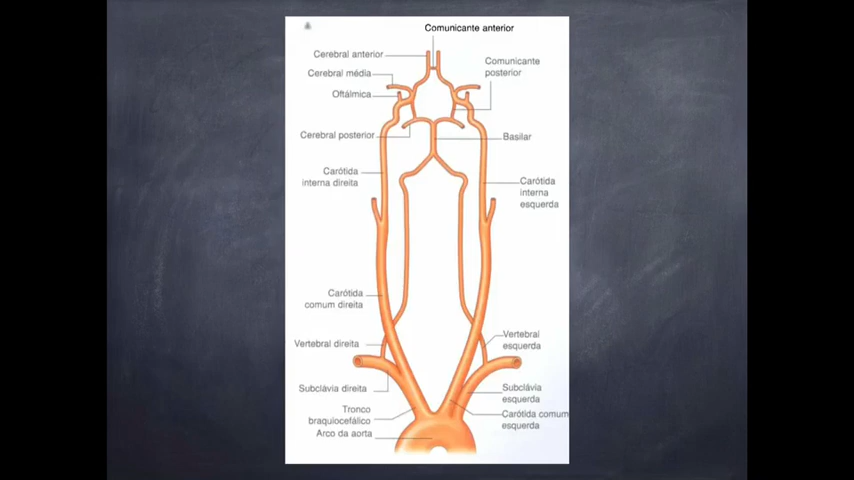 Comunicante anterior
Cerebral anterior
Comunicante
posterior
Cerebral média
Oftálmica
Cerebral posterior
Basilar
Carótida
interna direita
Carótida
interna
esquerda
Carótida
comum direita
Vertebral direita
Vertebral
esquerda
Subclávia direita
Subclávia
esquerda
Tronco
braquiocefálico
Carótida comum
esquerda
Arco da aorta